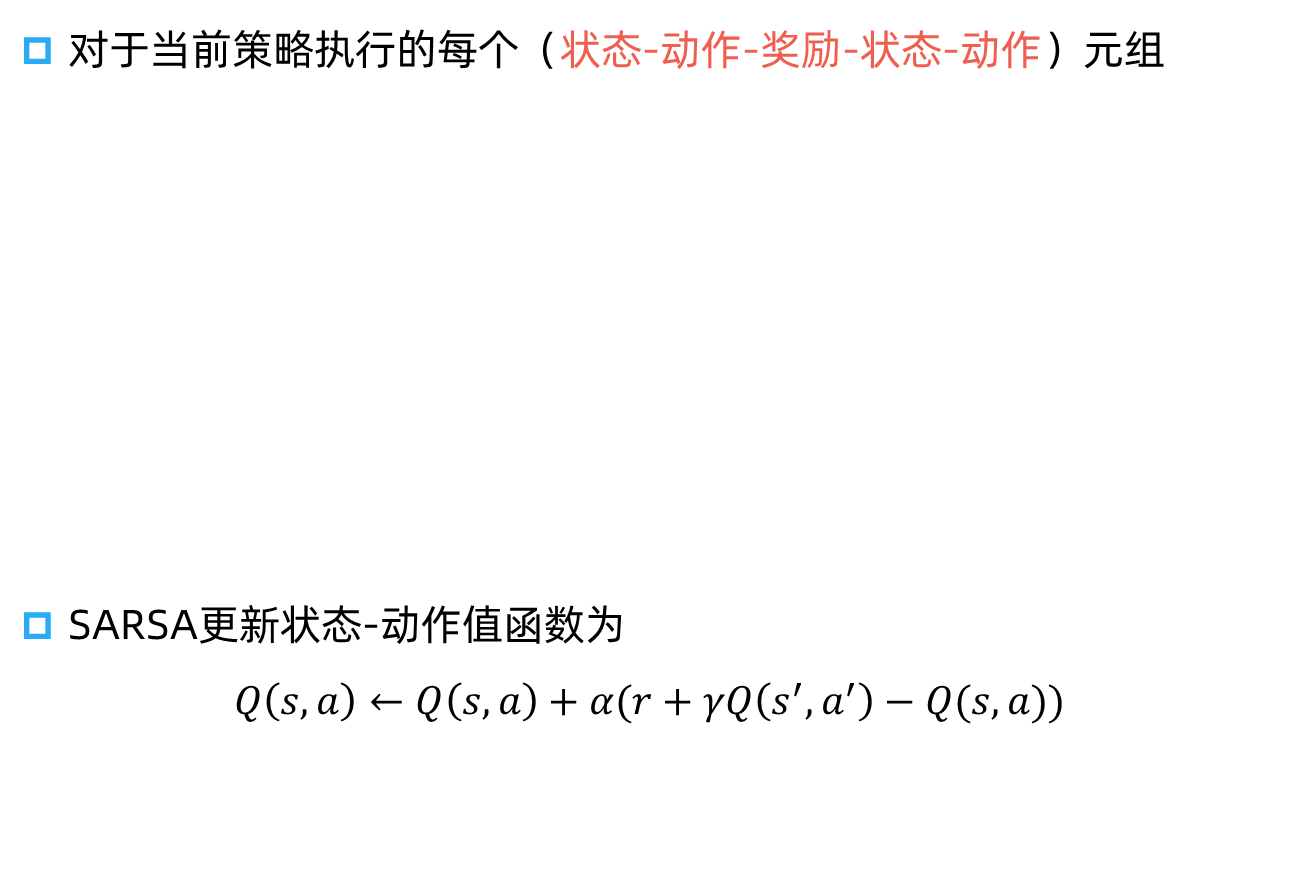 对于当前策略执行的每个（状态-动作-奖励-状态-动作）元组
SARSA更新状态-动作值函数为
Q(s, a) ← Q(s, a) + α(r + γQ(s′, a′) − Q(s, a))